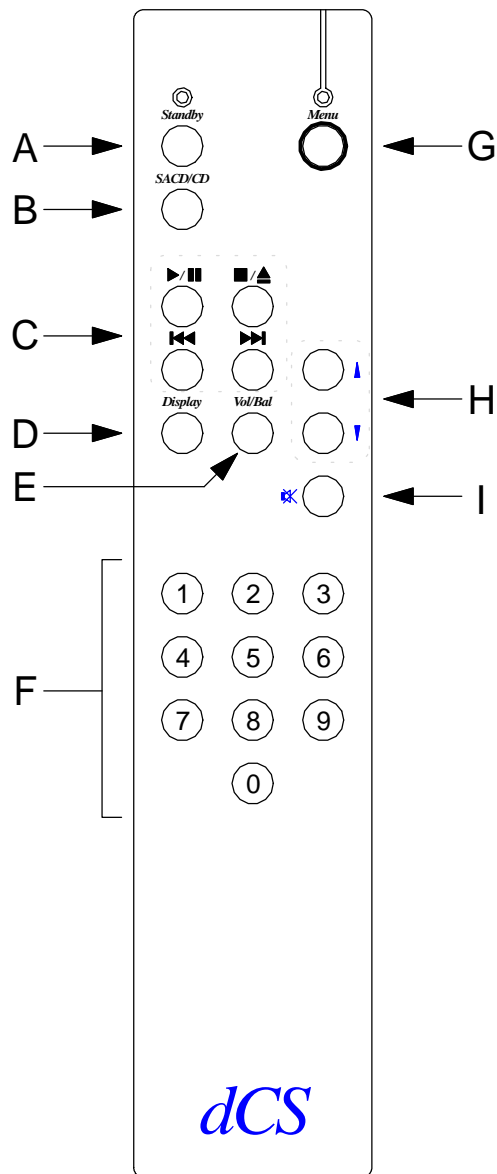 Standby Menu
A G
SACD/CD
B
▶/❚❚ ■/⏏
C
⏮ ⏭
H
Display Vol/Bal
D
E
I
1 2 3
4 5 6
F
7 8 9
0
dCS